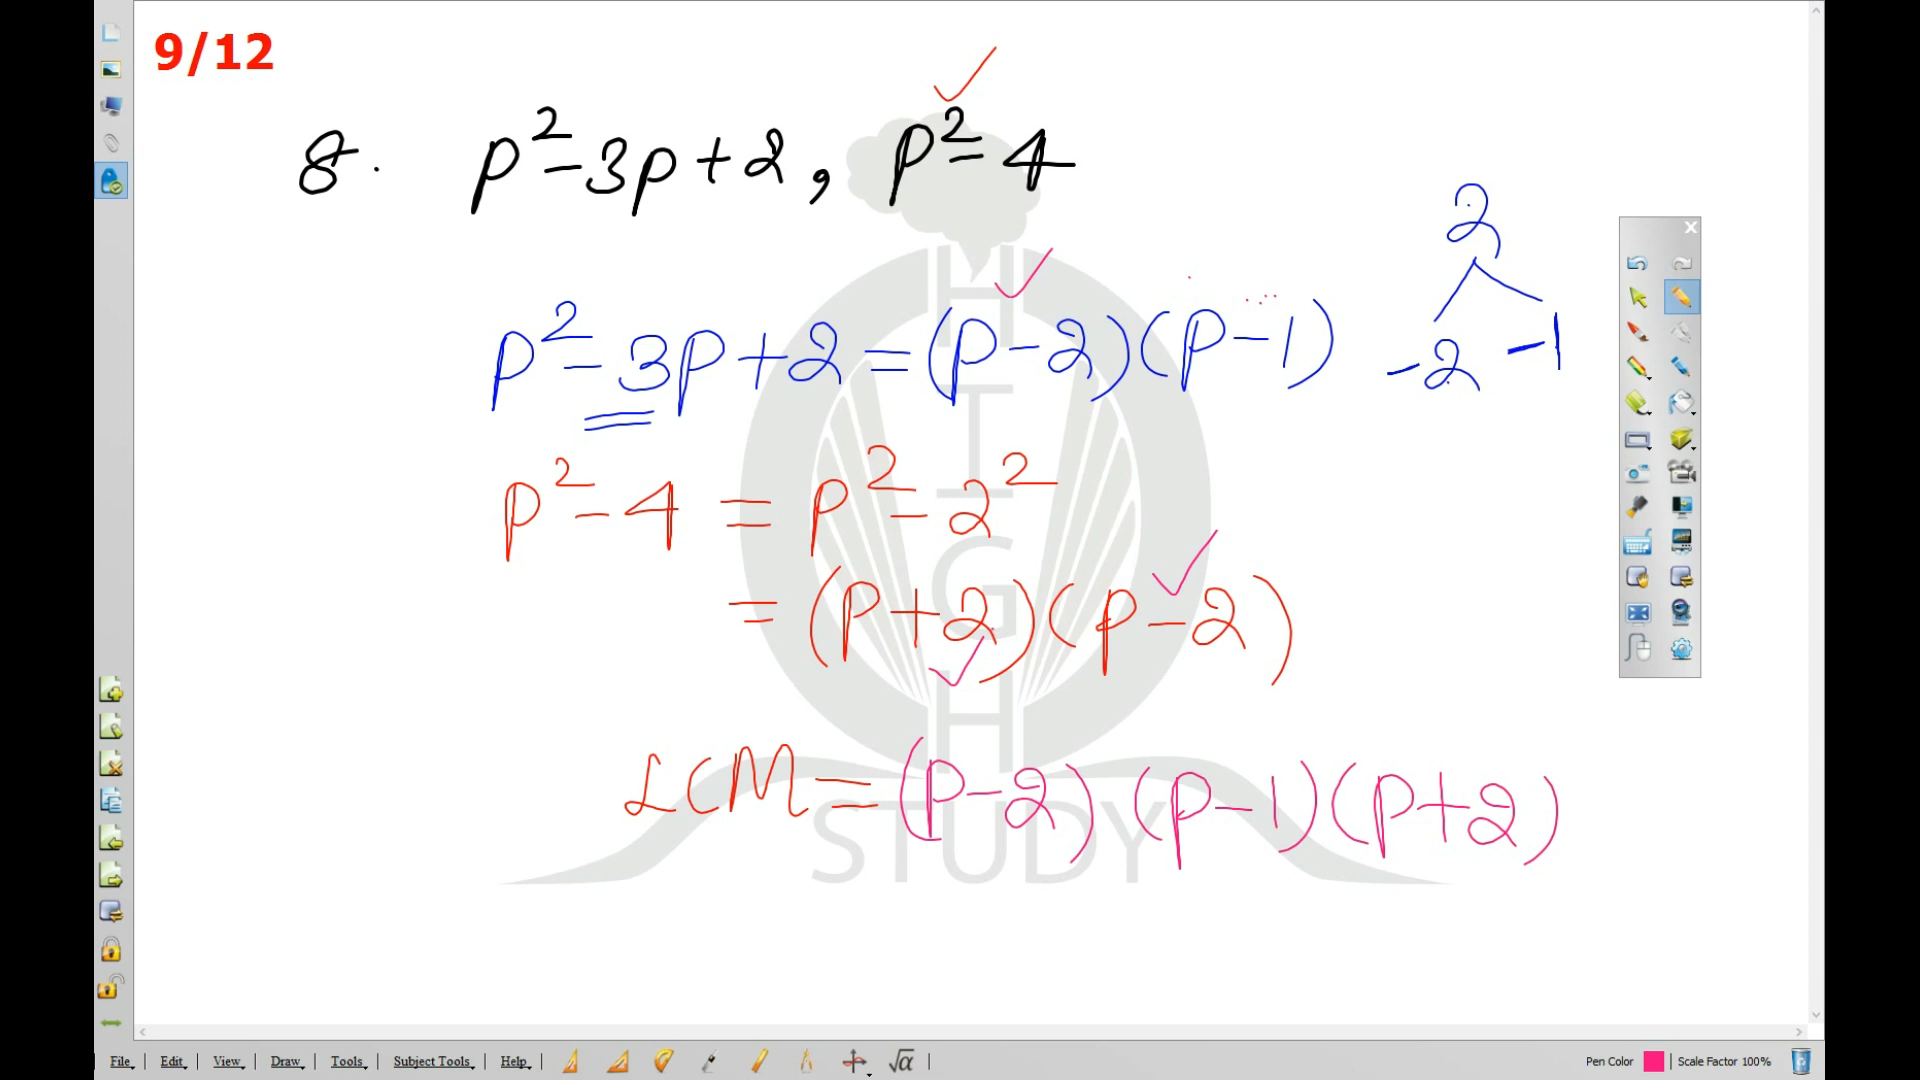 9/12
8. p²-3p+2, p²-4
2
p²-3p+2=(p-2)(p-1) -2 -1
p²-4 = p²-2²
=(p+2)(p-2)
LCM=(p-2)(p-1)(p+2)
HITIGH
STUDY
File Edit View Draw Tools Subject Tools Help √α Pen Color Scale Factor 100%